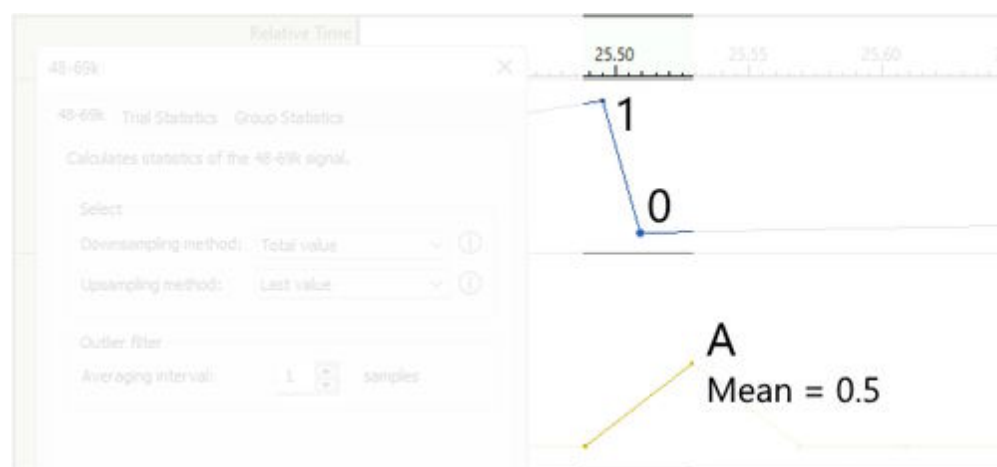 Relative Time
25.50 25.55 25.60
48-69k
1
48-69k Trial Statistics Group Statistics
Calculates statistics of the 48-69k signal.
0
Select
Downsampling method: Total value
Upsampling method: Last value
A
Outlier filter
Averaging interval: 1 samples
Mean = 0.5